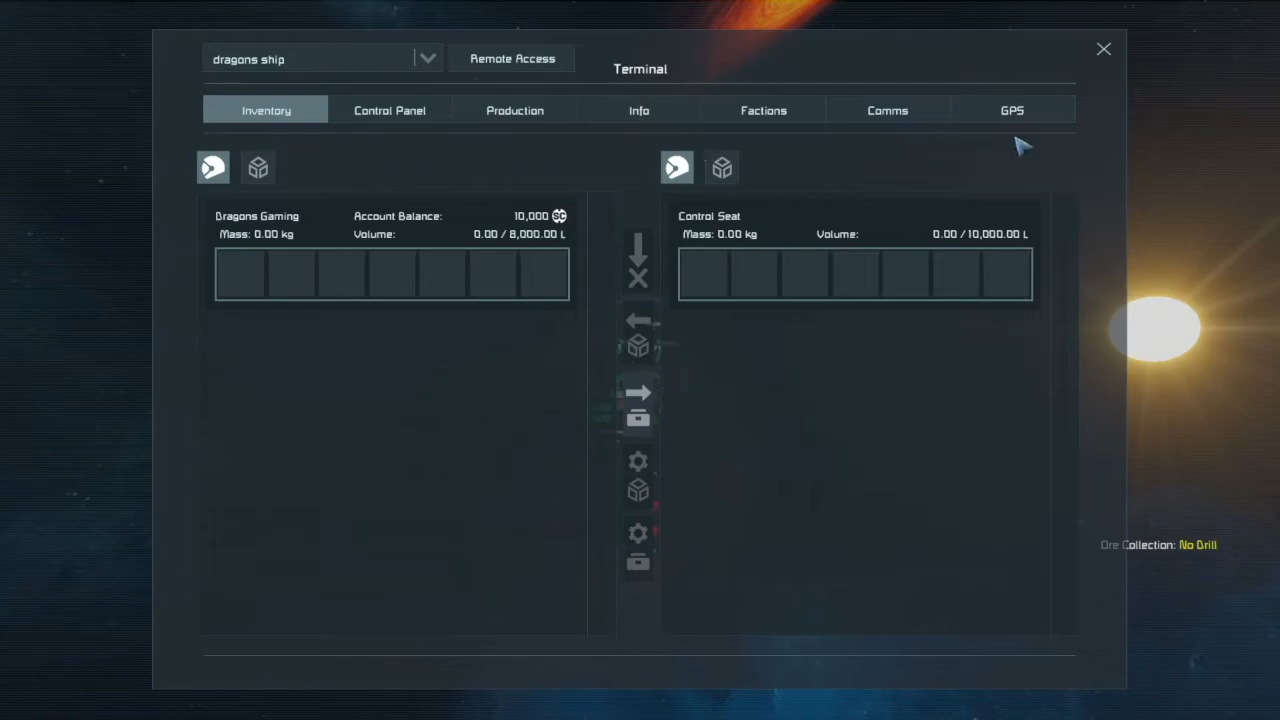 dragons ship
Remote Access
Terminal
Inventory
Control Panel
Production
Info
Factions
Comms
GPS
Dragons Gaming Account Balance: 10,000 SC
Mass: 0.00 kg Volume: 0.00 / 8,000.00 L
Control Seat
Mass: 0.00 kg Volume: 0.00 / 10,000.00 L
Ore Collection: No Drill